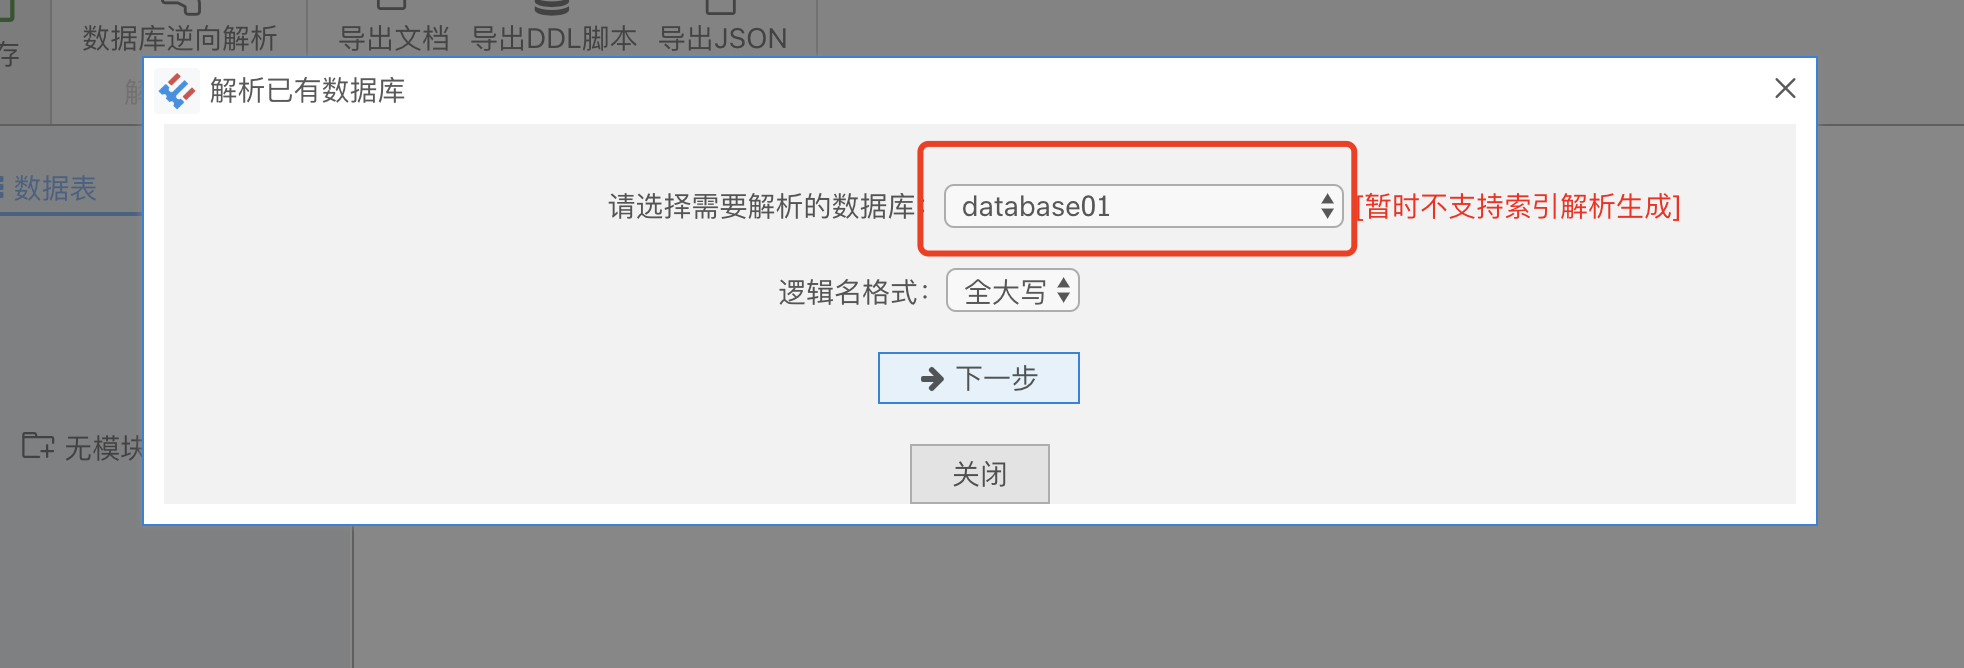 数据库逆向解析 导出文档 导出DDL脚本 导出JSON
存
解析已有数据库
数据表
请选择需要解析的数据库: database01 [暂时不支持索引解析生成]
逻辑名格式: 全大写
下一步
无模块
关闭